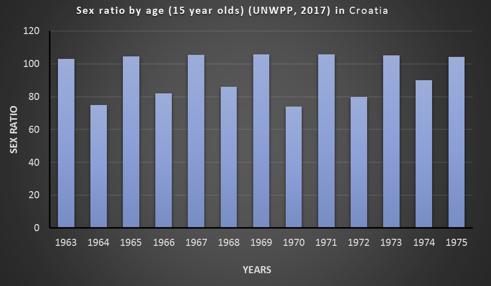 Sex ratio by age (15 year olds) (UNWPP, 2017) in Croatia
120
100
80
60
40
20
0
SEX RATIO
1963 1964 1965 1966 1967 1968 1969 1970 1971 1972 1973 1974 1975
YEARS